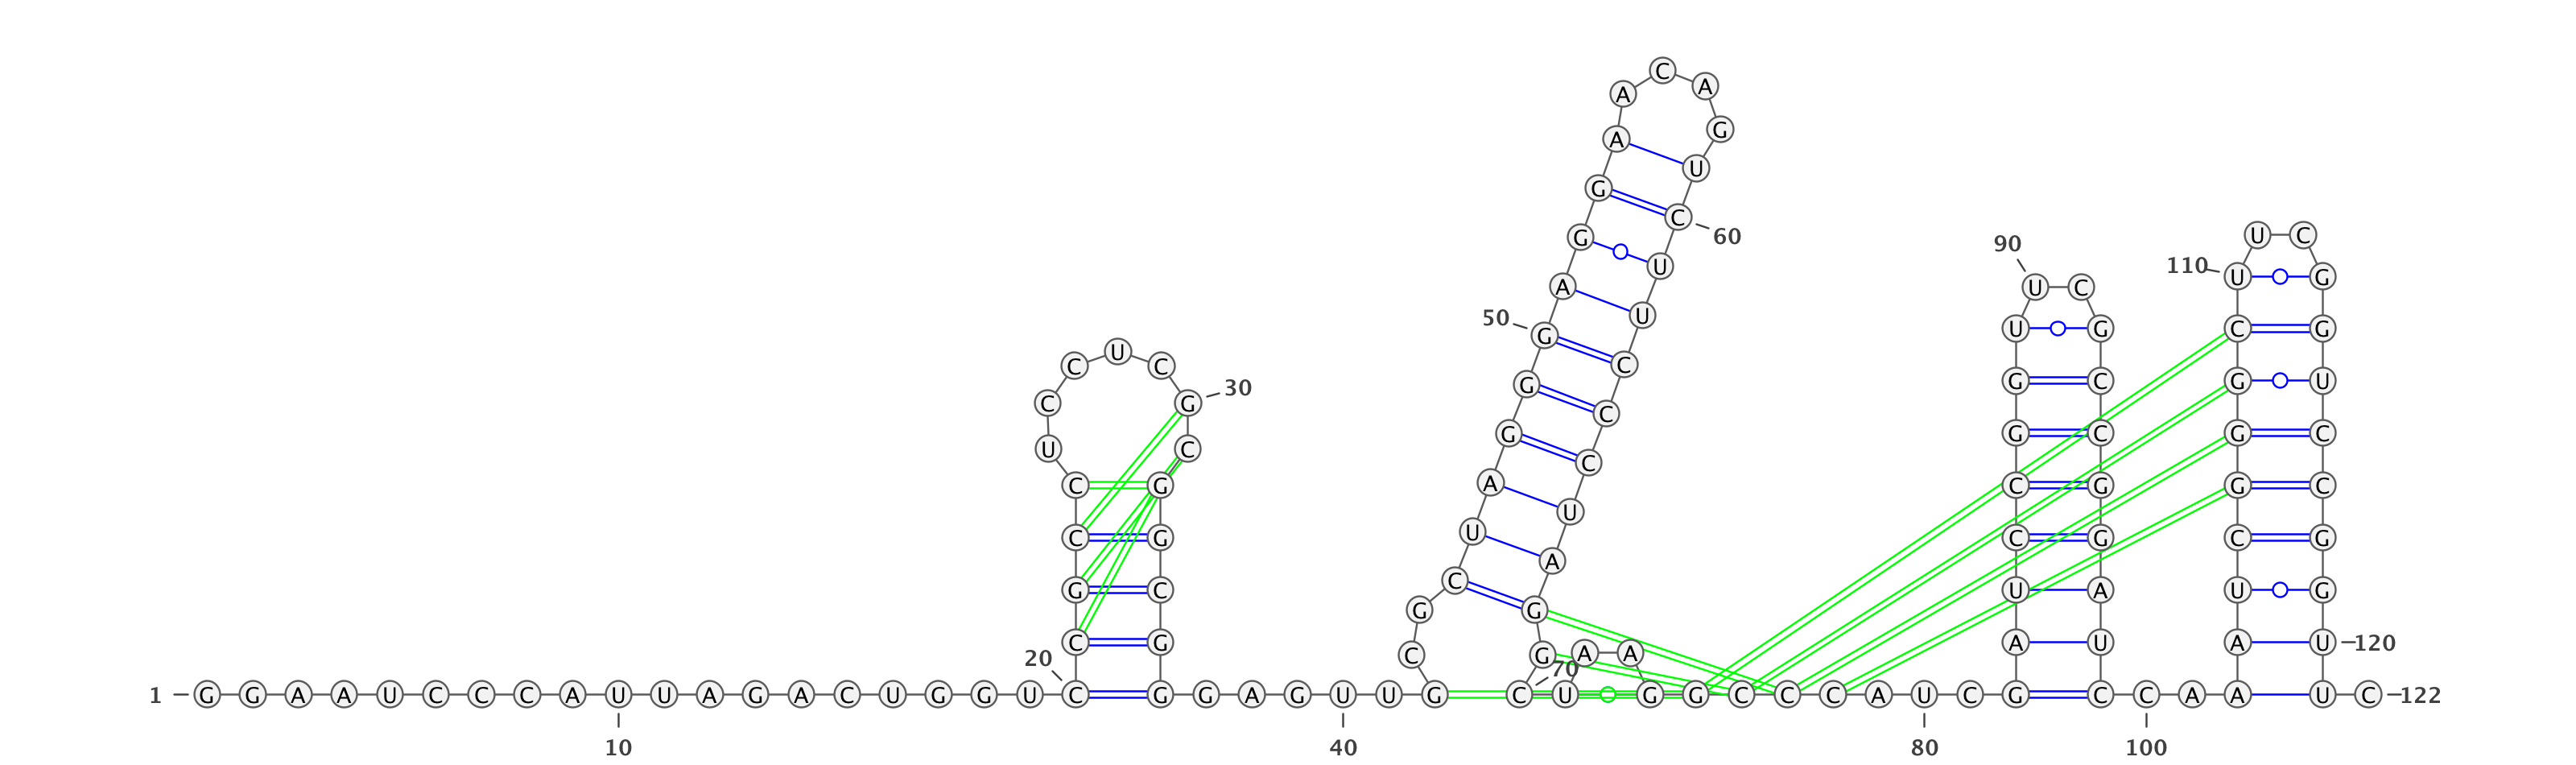 C
A A
G
A
U
G
C
G 60 U C
90
U 110 U G
A U C
U
50 G U G C G
U
C C C
G G C G U
30
C G C
G G C G C
U C C
C G A C G G C
U
U C G C G C G
A
C
G C U A U G
G G
C G A U A U 120
20 C G A A 70
1 G G A A U C C C A U U A G A C U G G U C G G A G U U G C U G G C C C A U C G C C A A U C 122
10 40 80 100